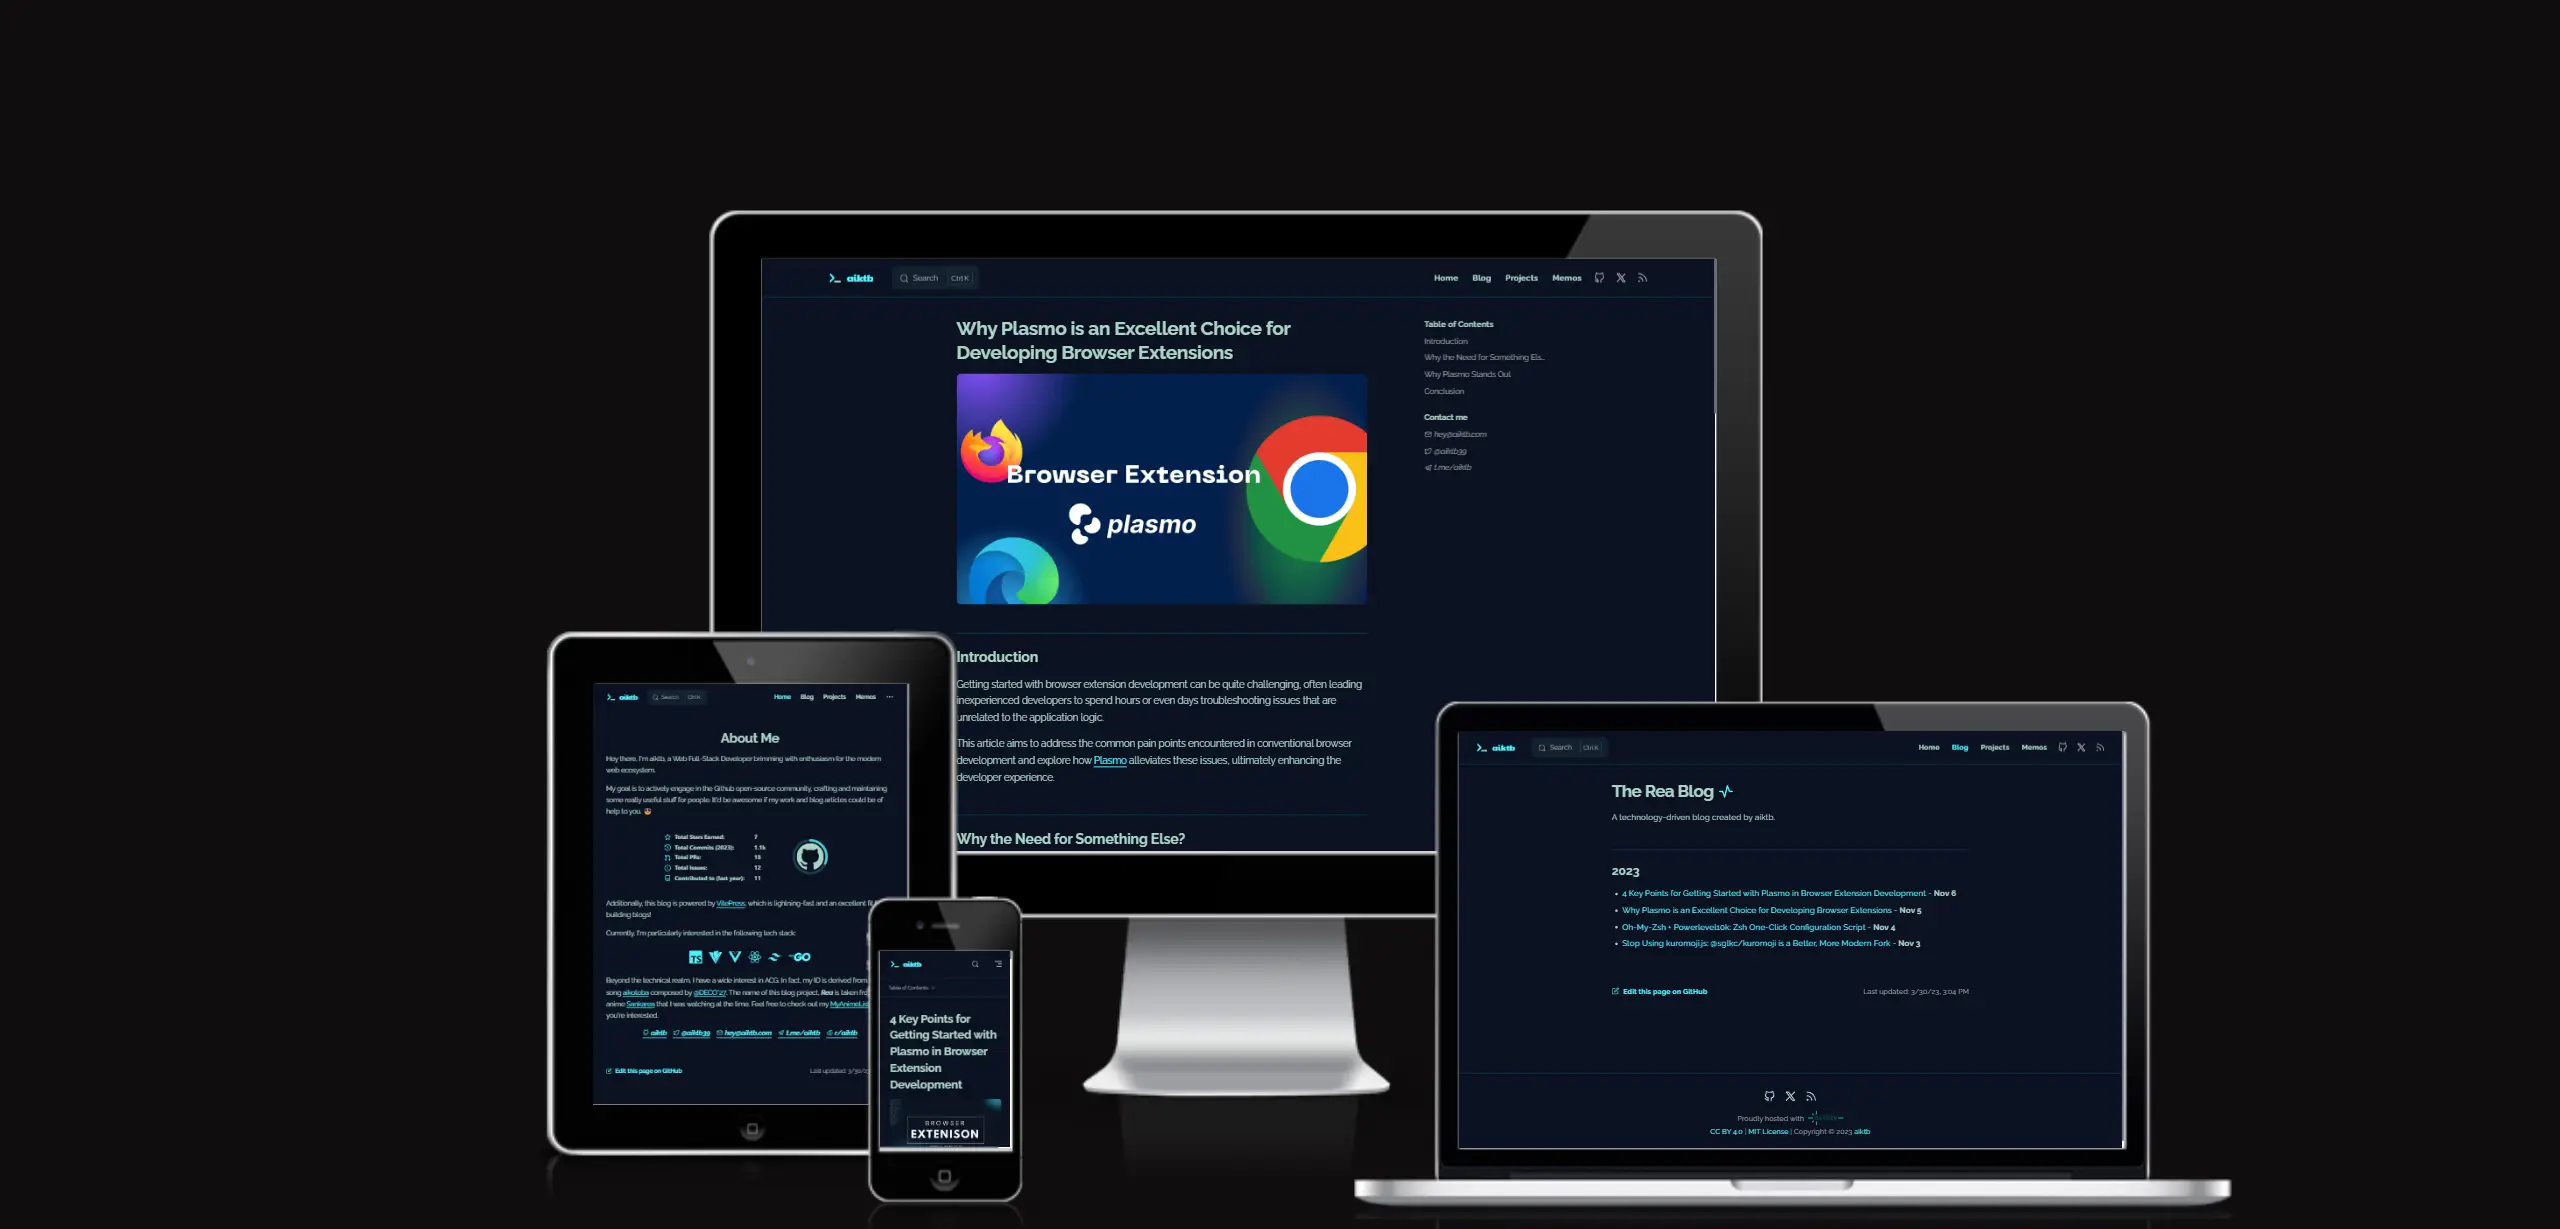 aiktb
Search
Ctrl K
Home Blog Projects Memos
Why Plasmo is an Excellent Choice for
Developing Browser Extensions
Browser Extension
plasmo
Introduction
Getting started with browser extension development can be quite challenging, often leading
inexperienced developers to spend hours or even days troubleshooting issues that are
unrelated to the application logic.
This article aims to address the common pain points encountered in conventional browser
development and explore how Plasmo alleviates these issues, ultimately enhancing the
developer experience.
Why the Need for Something Else?
Table of Contents
Introduction
Why the Need for Something Els...
Why Plasmo Stands Out
Conclusion
Contact me
hey@aiktb.com
@aiktb39
t.me/aiktb
aiktb
Search
Ctrl K
Home Blog Projects Memos ···
About Me
Hey there, I'm aiktb, a Web Full-Stack Developer brimming with enthusiasm for the modern
web ecosystem.
My goal is to actively engage in the Github open-source community, crafting and maintaining
some really useful stuff for people. It'd be awesome if my work and blog articles could be of
help to you.
Total Stars Earned: 7
Total Commits (2023): 1.1k
Total PRs: 18
Total Issues: 12
Contributed to (last year): 11
Additionally, this blog is powered by VitePress, which is lightning-fast and an excellent
building blogs!
Currently, I'm particularly interested in the following tech stack:
TS
GO
Beyond the technical realm, I have a wide interest in ACG. In fact, my ID is derived from
song aikotoba composed by @DECO*27. The name of this blog project, Rea is taken
anime Sankarea that I was watching at the time. Feel free to check out my MyAnimeList
you're interested.
aiktb @aiktb39 hey@aiktb.com t.me/aiktb r/aiktb
Edit this page on GitHub
Last updated: 3/30/
aiktb
Table of Contents
4 Key Points for
Getting Started with
Plasmo in Browser
Extension
Development
BROWSER
EXTENISON
aiktb
Search
Ctrl K
Home Blog Projects Memos
The Rea Blog
A technology-driven blog created by aiktb.
2023
• 4 Key Points for Getting Started with Plasmo in Browser Extension Development - Nov 6
• Why Plasmo is an Excellent Choice for Developing Browser Extensions - Nov 5
• Oh-My-Zsh + Powerlevel10k: Zsh One-Click Configuration Script - Nov 4
• Stop Using kuromoji.js: @sglkc/kuromoji is a Better, More Modern Fork - Nov 3
Edit this page on GitHub
Last updated: 3/30/23, 3:04 PM
Proudly hosted with
CC BY 4.0 | MIT License | Copyright © 2023 aiktb